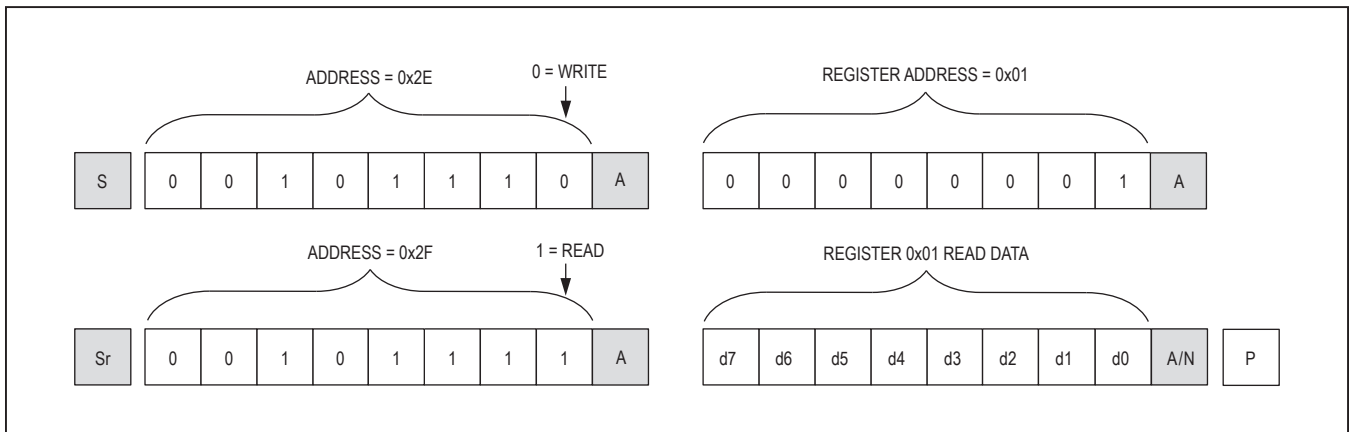 ADDRESS = 0x2E 0 = WRITE REGISTER ADDRESS = 0x01
S 0 0 1 0 1 1 1 0 A 0 0 0 0 0 0 0 1 A
ADDRESS = 0x2F 1 = READ REGISTER 0x01 READ DATA
Sr 0 0 1 0 1 1 1 1 A d7 d6 d5 d4 d3 d2 d1 d0 A/N P